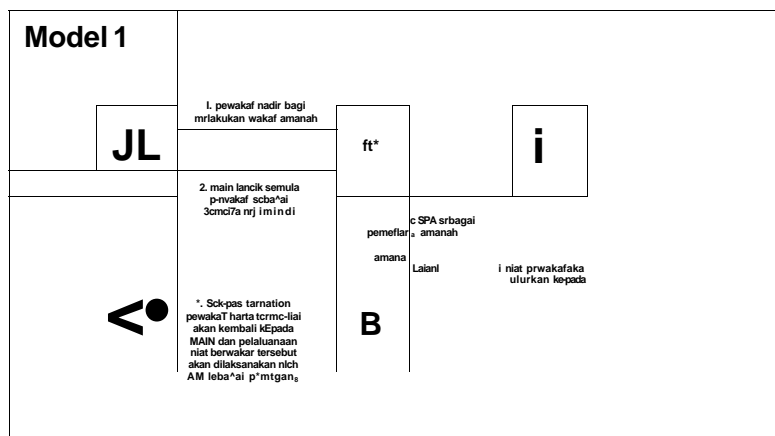 Model 1
I. pewakaf nadir bagi
mrlakukan wakaf amanah
JL
ft*
i
2. main lancik semula
p-nvakaf scba^ai
3cmci7a nrj imindi
c SPA srbagai
pemeflar a amanah
amana
Laianl
i niat prwakafaka
ulurkan ke-pada
<●
*. Sck-pas tarnation
pewakaT harta tcrmc-liai
akan kembali kEpada
MAIN dan pelaluanaan
niat berwakar tersebut
akan dilaksanakan nlch
AM leba^ai p*mtgan8
B